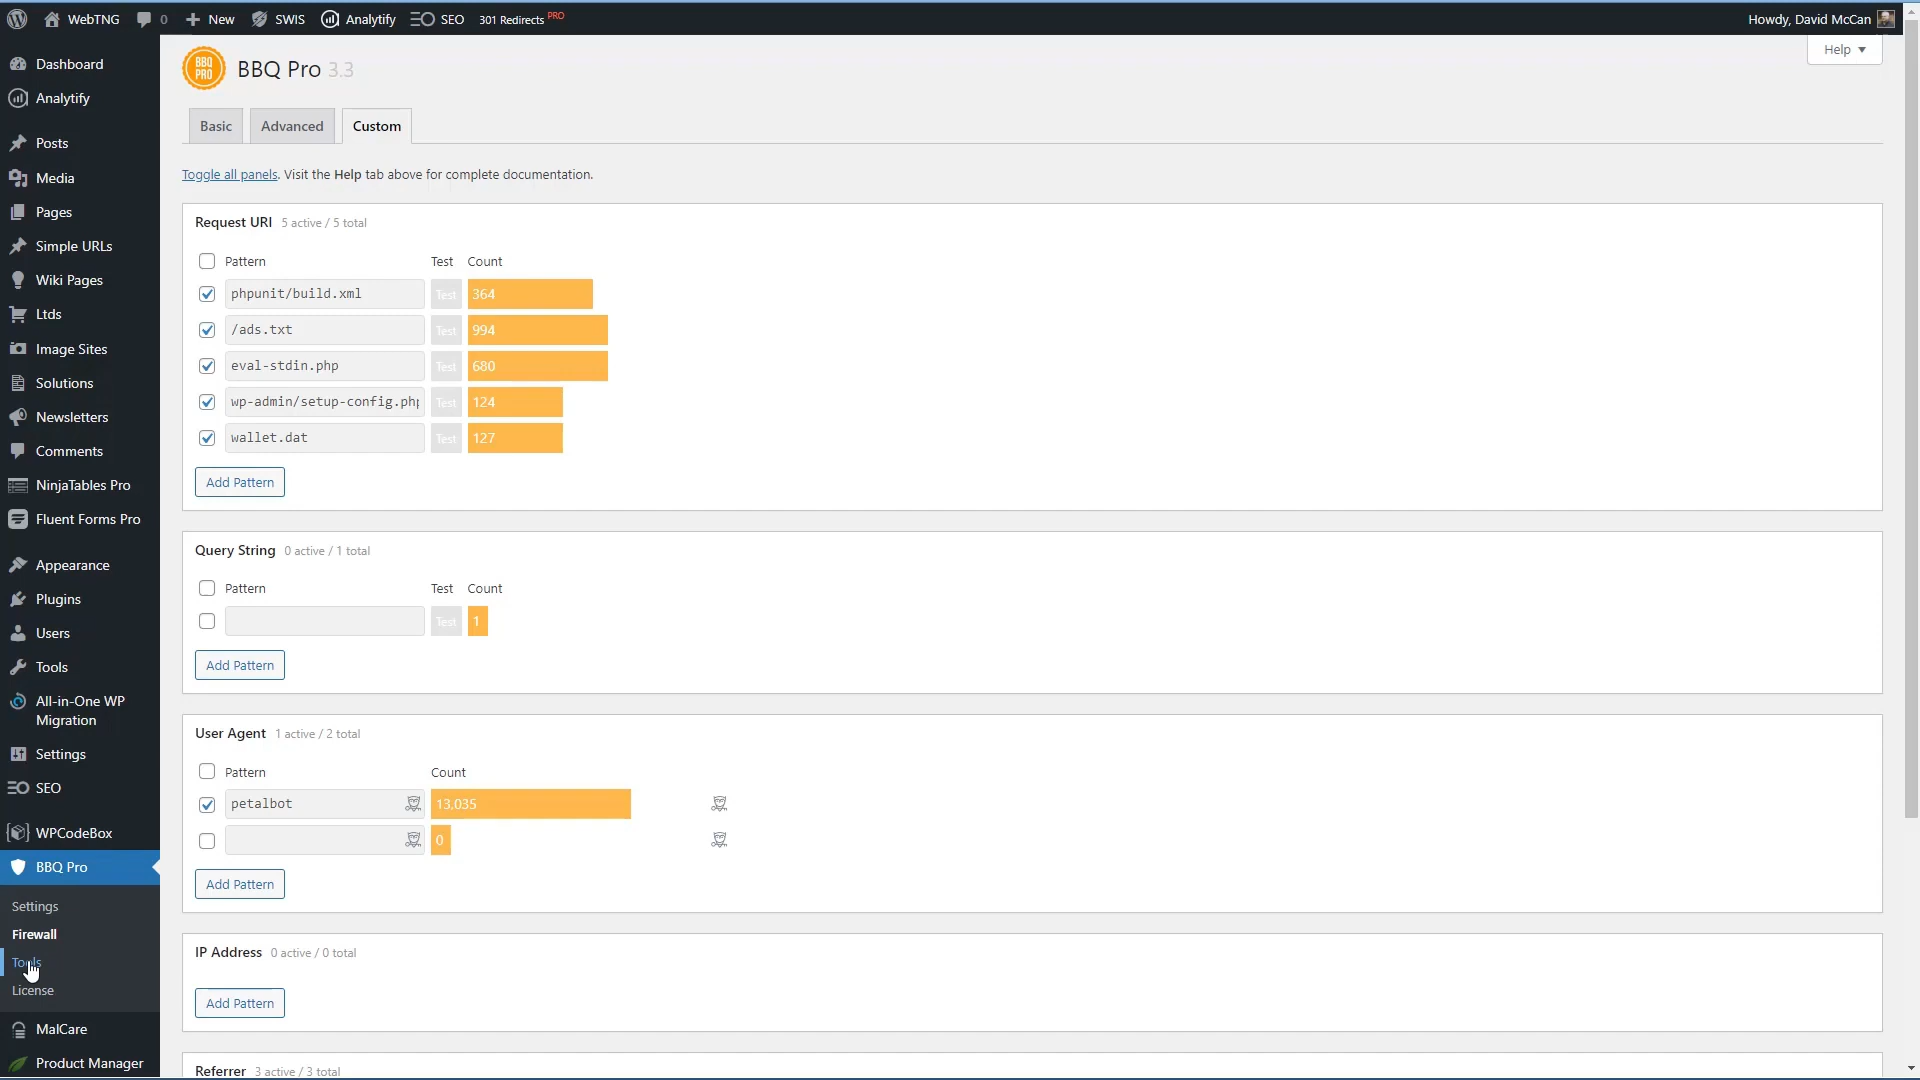 WebTNG
0
New
SWIS
Analytify
SEO
301 Redirects PRO
Howdy, David McCan
Help
Dashboard
Analytify
Posts
Media
Pages
Simple URLs
Wiki Pages
Ltds
Image Sites
Solutions
Newsletters
Comments
NinjaTables Pro
Fluent Forms Pro
Appearance
Plugins
Users
Tools
All-in-One WP
Migration
Settings
SEO
WPCodeBox
BBQ Pro
Settings
Firewall
Tools
License
MalCare
Product Manager
BBQ
PRO
BBQ Pro 3.3
Basic
Advanced
Custom
Toggle all panels. Visit the Help tab above for complete documentation.
Request URI 5 active / 5 total
Pattern Test Count
phpunit/build.xml Test 364
/ads.txt Test 994
eval-stdin.php Test 680
wp-admin/setup-config.php Test 124
wallet.dat Test 127
Add Pattern
Query String 0 active / 1 total
Pattern Test Count
Test 1
Add Pattern
User Agent 1 active / 2 total
Pattern Count
petalbot 13,035
0
Add Pattern
IP Address 0 active / 0 total
Add Pattern
Referrer 3 active / 3 total